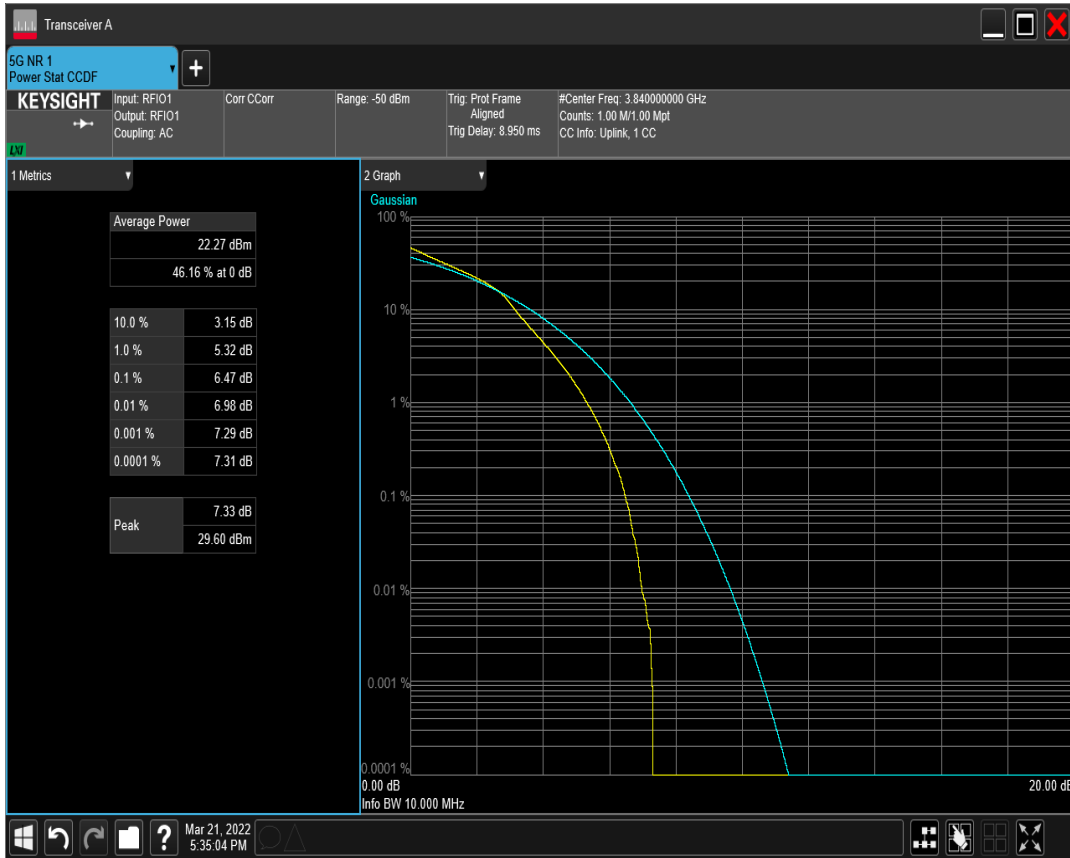 Transceiver A
5G NR 1
Power Stat CCDF
+
KEYSIGHT
LXI
Input: RFIO1
Output: RFIO1
Coupling: AC
Corr CCorr
Range: -50 dBm
Trig: Prot Frame
Aligned
Trig Delay: 8.950 ms
#Center Freq: 3.840000000 GHz
Counts: 1.00 M/1.00 Mpt
CC Info: Uplink, 1 CC
1 Metrics
Average Power
22.27 dBm
46.16 % at 0 dB
10.0 % 3.15 dB
1.0 % 5.32 dB
0.1 % 6.47 dB
0.01 % 6.98 dB
0.001 % 7.29 dB
0.0001 % 7.31 dB
Peak
7.33 dB
29.60 dBm
2 Graph
Gaussian
100 %
10 %
1 %
0.1 %
0.01 %
0.001 %
0.0001 %
0.00 dB 20.00 dB
Info BW 10.000 MHz
?
Mar 21, 2022
5:35:04 PM